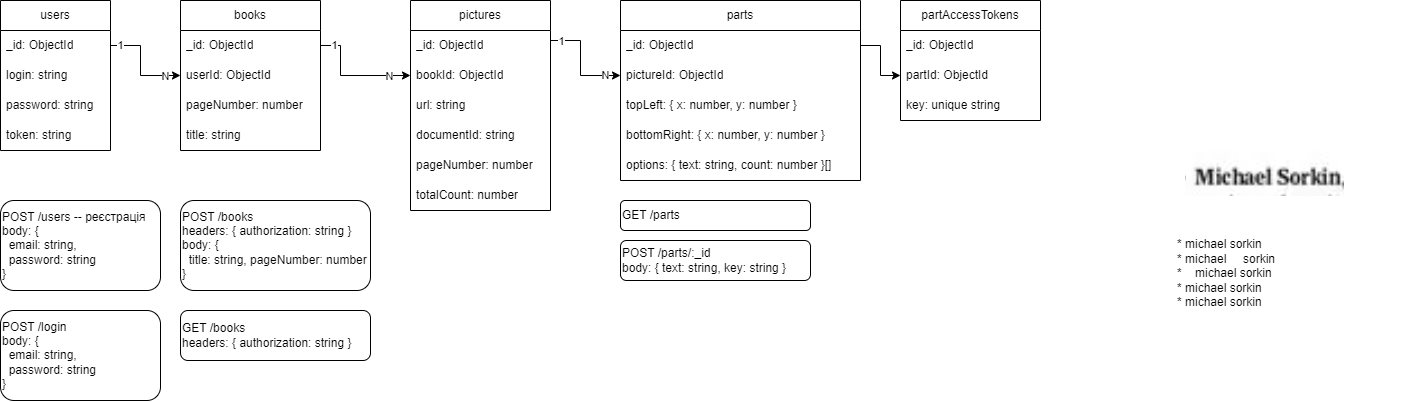 users
_id: ObjectId
login: string
password: string
token: string
1
N
books
_id: ObjectId
userId: ObjectId
pageNumber: number
title: string
1
N
pictures
_id: ObjectId
bookId: ObjectId
url: string
documentId: string
pageNumber: number
totalCount: number
1
N
parts
_id: ObjectId
pictureId: ObjectId
topLeft: { x: number, y: number }
bottomRight: { x: number, y: number }
options: { text: string, count: number }[]
partAccessTokens
_id: ObjectId
partId: ObjectId
key: unique string
POST /users -- реєстрація
body: {
  email: string,
  password: string
}
POST /books
headers: { authorization: string }
body: {
  title: string, pageNumber: number
}
GET /parts
POST /parts/:_id
body: { text: string, key: string }
POST /login
body: {
  email: string,
  password: string
}
GET /books
headers: { authorization: string }
Michael Sorkin,
* michael sorkin
* michael     sorkin
*    michael sorkin
* michael sorkin
* michael sorkin